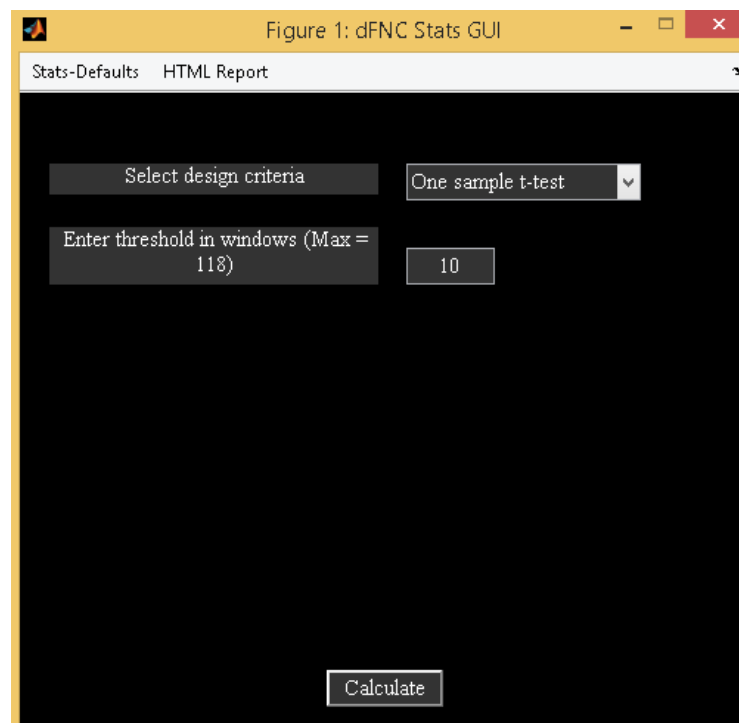 Figure 1: dFNC Stats GUI
Stats-Defaults HTML Report
Select design criteria
One sample t-test
Enter threshold in windows (Max =
118)
10
Calculate